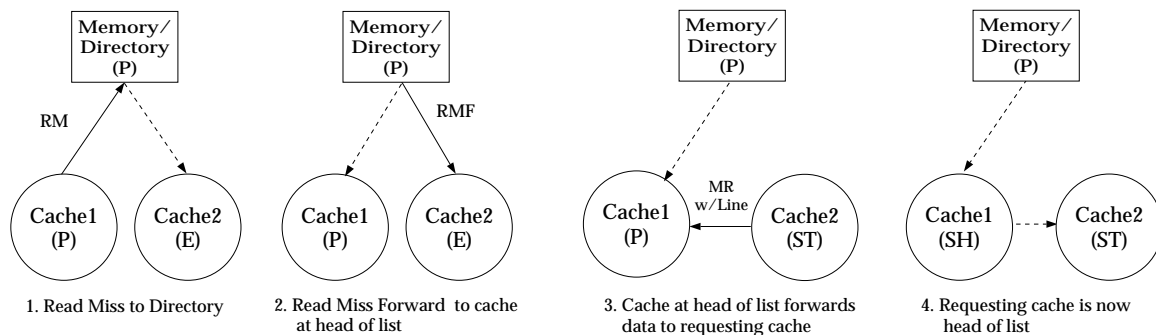 Memory/
Directory
(P)
RM
Cache1
(P)
Cache2
(E)
1. Read Miss to Directory
Memory/
Directory
(P)
RMF
Cache1
(P)
Cache2
(E)
2. Read Miss Forward to cache
at head of list
Memory/
Directory
(P)
Cache1
(P)
MR
w/Line
Cache2
(ST)
3. Cache at head of list forwards
data to requesting cache
Memory/
Directory
(P)
Cache1
(SH)
Cache2
(ST)
4. Requesting cache is now
head of list